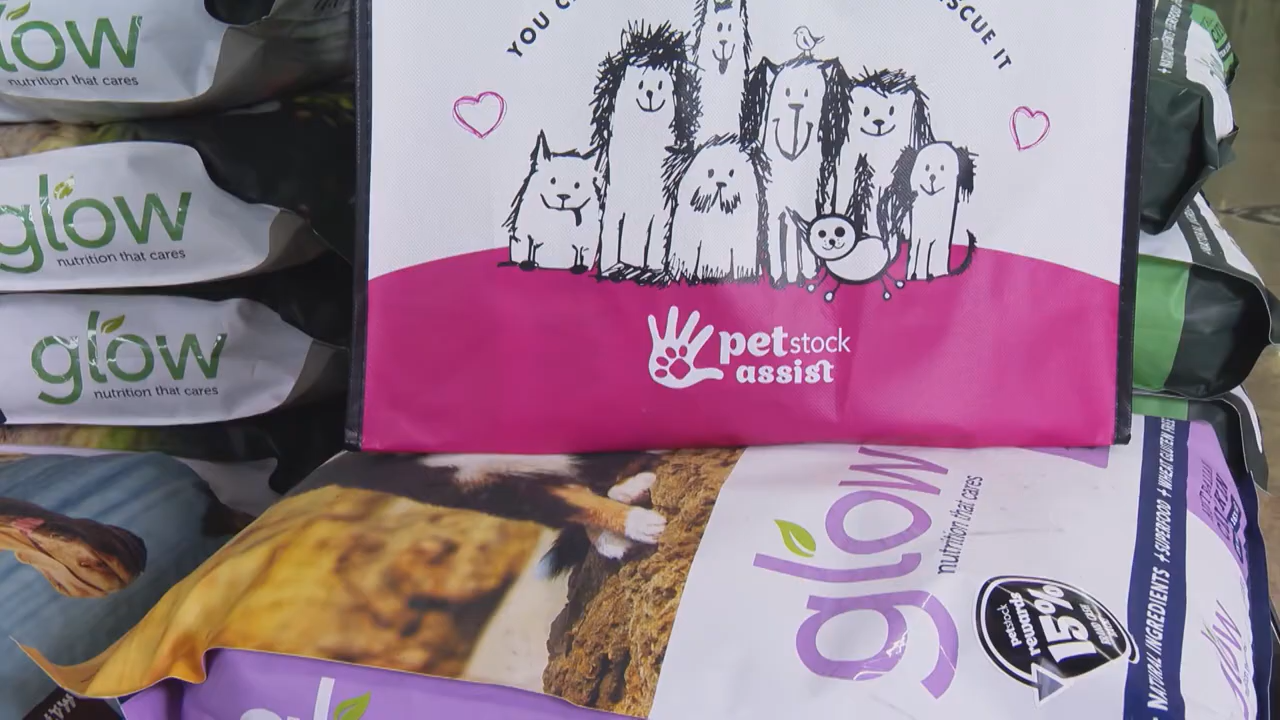 glow
nutrition that cares
glow
nutrition that cares
glow
nutrition that cares
YOU
SCUE IT
petstock
assist
glow
nutrition that cares
petstock
rewards
15%
NATURAL INGREDIENTS + SUPERFOOD + WHEAT GLUTEN FREE